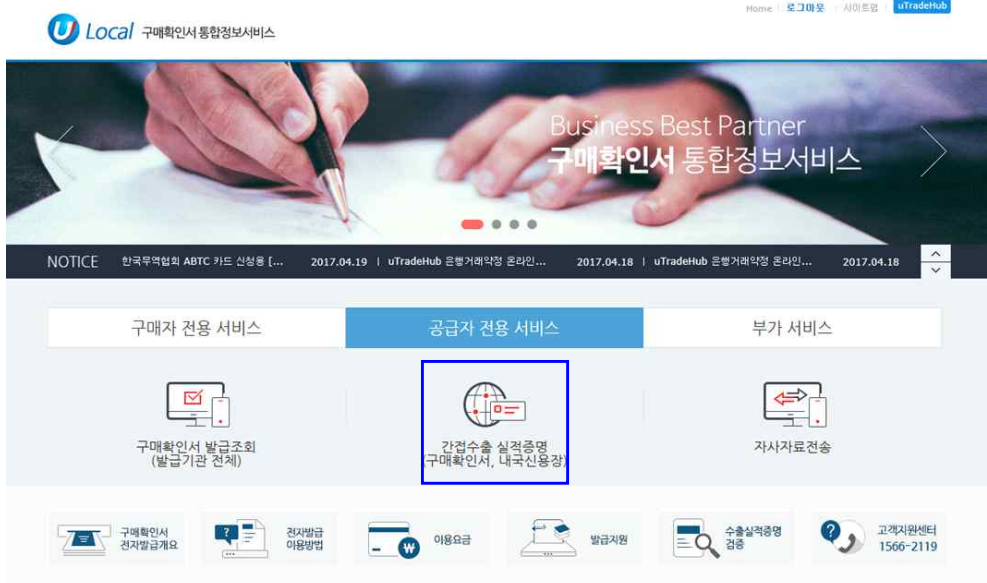 Home | 로그아웃 | 사이트맵 | uTradeHub
U Local 구매확인서 통합정보서비스
Business Best Partner
구매확인서 통합정보서비스
NOTICE 한국무역협회 ABTC 카드 신청용 [... 2017.04.19 | uTradeHub 은행거래약정 온라인... 2017.04.18 | uTradeHub 은행거래약정 온라인... 2017.04.18
구매자 전용 서비스 공급자 전용 서비스 부가 서비스
구매확인서 발급조회
(발급기관 전체)
간접수출 실적증명
(구매확인서, 내국신용장)
자사자료전송
구매확인서
전자발급개요
전자발급
이용방법
이용요금
발급지원
수출실적증명
검증
고객지원센터
1566-2119